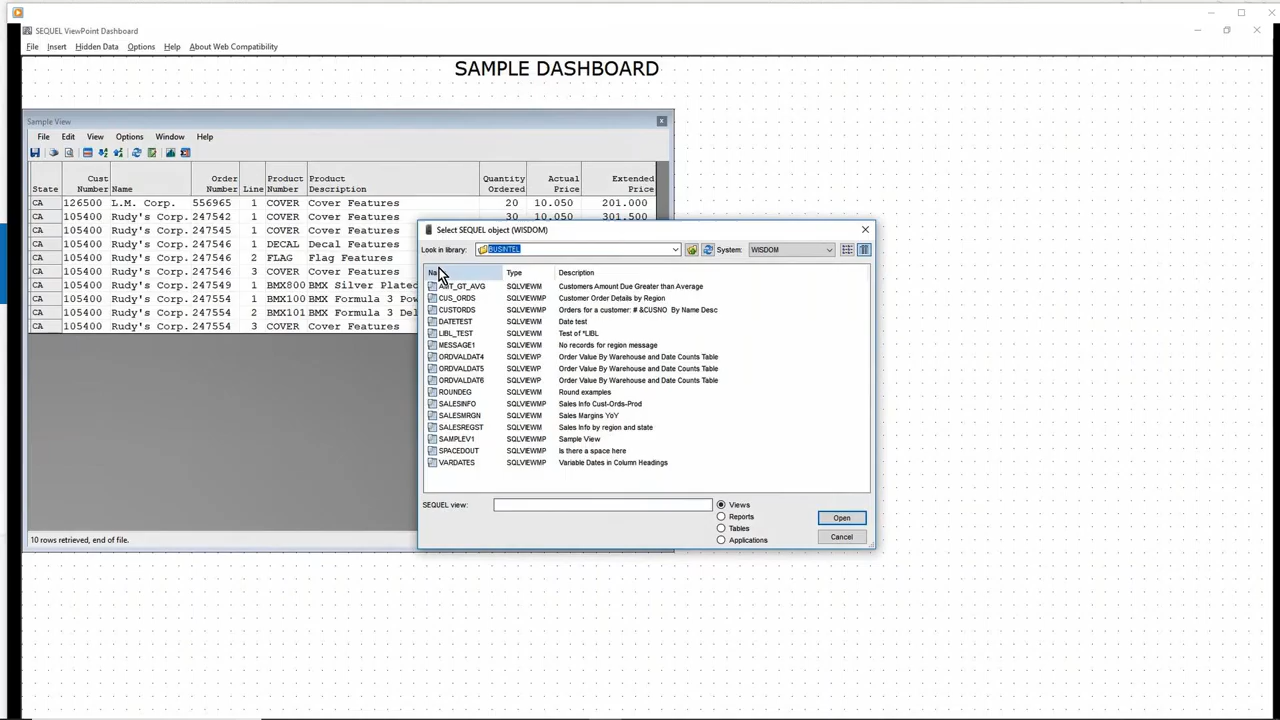 SEQUEL ViewPoint Dashboard
File Insert Hidden Data Options Help About Web Compatibility
SAMPLE DASHBOARD
Sample View
File Edit View Options Window Help
Cust Order Product Product Quantity Actual Extended
State Number Name Number Line Number Description Ordered Price Price
CA 126500 L.M. Corp. 556965 1 COVER Cover Features 20 10.050 201.000
CA 105400 Rudy's Corp. 247542 1 COVER Cover Features 30 10.050 301.500
CA 105400 Rudy's Corp. 247545 1 COVER Cover Features
CA 105400 Rudy's Corp. 247546 1 DECAL Decal Features
CA 105400 Rudy's Corp. 247546 2 FLAG Flag Features
CA 105400 Rudy's Corp. 247546 3 COVER Cover Features
CA 105400 Rudy's Corp. 247549 1 BMX800 BMX Silver Plated
CA 105400 Rudy's Corp. 247554 1 BMX100 BMX Formula 3 Pow
CA 105400 Rudy's Corp. 247554 2 BMX101 BMX Formula 3 Del
CA 105400 Rudy's Corp. 247554 3 COVER Cover Features
10 rows retrieved, end of file.
Select SEQUEL object (WISDOM)
Look in library: BUSINTEL System: WISDOM
Type Description
SQLVIEWM Customers Amount Due Greater than Average
CUS_ORDS SQLVIEWMP Customer Order Details by Region
CUSTORDS SQLVIEWMP Orders for a customer: # &CUSNO By Name Desc
DATETEST SQLVIEWM Date test
LIBL_TEST SQLVIEWM Test of *LIBL
MESSAGE1 SQLVIEWM No records for region message
ORDVALDAT4 SQLVIEWP Order Value By Warehouse and Date Counts Table
ORDVALDAT5 SQLVIEWP Order Value By Warehouse and Date Counts Table
ORDVALDAT6 SQLVIEWP Order Value By Warehouse and Date Counts Table
ROUNDEG SQLVIEWM Round examples
SALESINFO SQLVIEWMP Sales Info Cust-Ords-Prod
SALESMRGN SQLVIEWM Sales Margins YoY
SALESREGST SQLVIEWM Sales Info by region and state
SAMPLEV1 SQLVIEWMP Sample View
SPACEDOUT SQLVIEWMP Is there a space here
VARDATES SQLVIEWMP Variable Dates in Column Headings
SEQUEL view:
Views
Reports
Tables
Applications
Open
Cancel